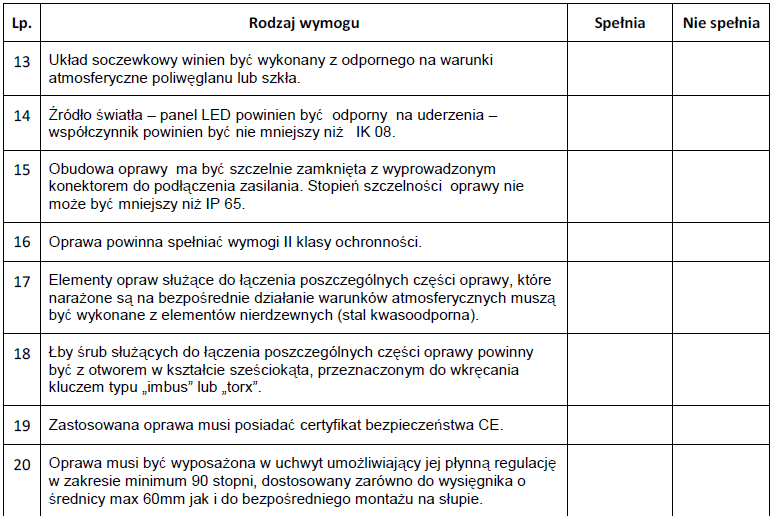 Lp. Rodzaj wymogu Spełnia Nie spełnia
13 Układ soczewkowy winien być wykonany z odpornego na warunki
atmosferyczne poliwęglanu lub szkła.
14 Źródło światła – panel LED powinien być odporny na uderzenia –
współczynnik powinien być nie mniejszy niż IK 08.
15 Obudowa oprawy ma być szczelnie zamknięta z wyprowadzonym
konektorem do podłączenia zasilania. Stopień szczelności oprawy nie
może być mniejszy niż IP 65.
16 Oprawa powinna spełniać wymogi II klasy ochronności.
17 Elementy opraw służące do łączenia poszczególnych części oprawy, które
narażone są na bezpośrednie działanie warunków atmosferycznych muszą
być wykonane z elementów nierdzewnych (stal kwasoodporna).
18 Łby śrub służących do łączenia poszczególnych części oprawy powinny
być z otworem w kształcie sześciokąta, przeznaczonym do wkręcania
kluczem typu „imbus” lub „torx”.
19 Zastosowana oprawa musi posiadać certyfikat bezpieczeństwa CE.
20 Oprawa musi być wyposażona w uchwyt umożliwiający jej płynną regulację
w zakresie minimum 90 stopni, dostosowany zarówno do wysięgnika o
średnicy max 60mm jak i do bezpośredniego montażu na słupie.